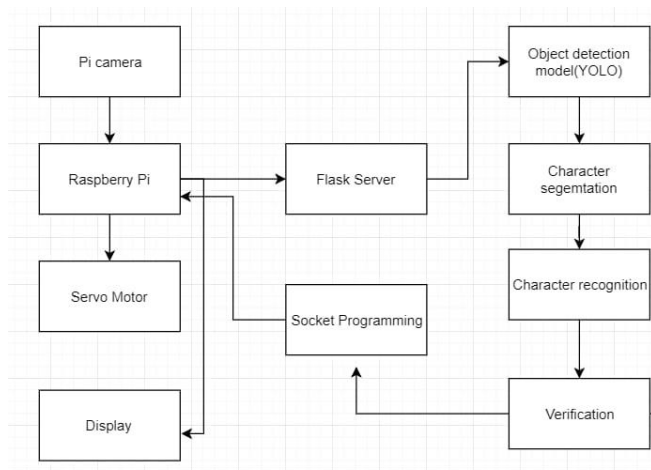 Pi camera
Object detection
model(YOLO)
Raspberry Pi
Flask Server
Character
segemtation
Servo Motor
Socket Programming
Character recognition
Display
Verification